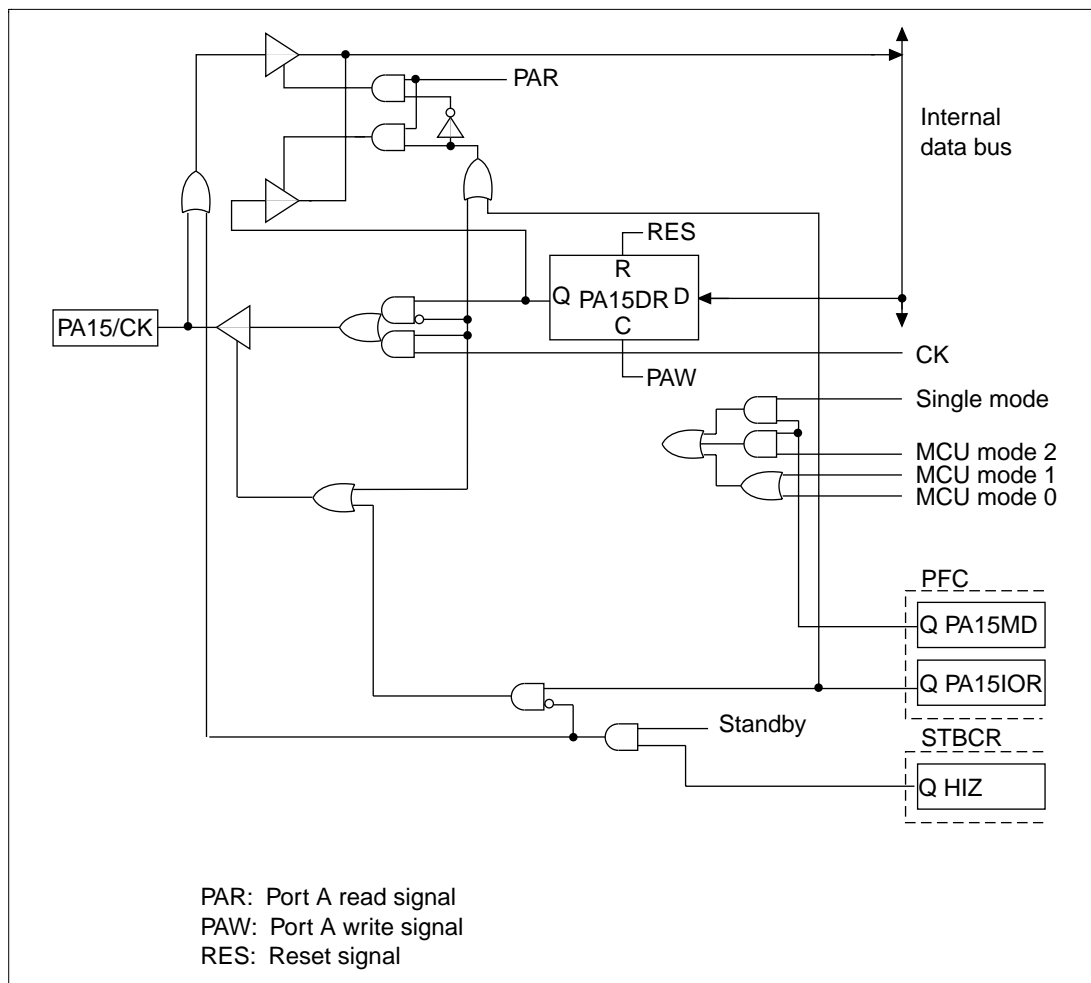 PAR
Internal
data bus
RES
R
Q PA15DR D
C
PA15/CK
CK
PAW
Single mode
MCU mode 2
MCU mode 1
MCU mode 0
PFC
Q PA15MD
Q PA15IOR
Standby
STBCR
Q HIZ
PAR: Port A read signal
PAW: Port A write signal
RES: Reset signal